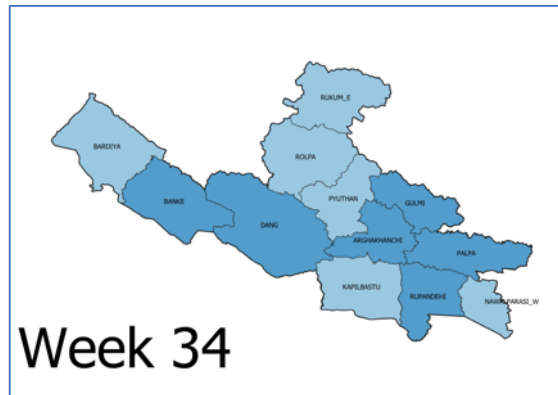 RUKUM_E
BARDIYA
ROLPA
PYUTHAN
BANKE
GULMI
DANG
ARGHAKHANCHI
PALPA
KAPILBASTU
RUPANDEHI
NAWALPARASI_W
Week 34